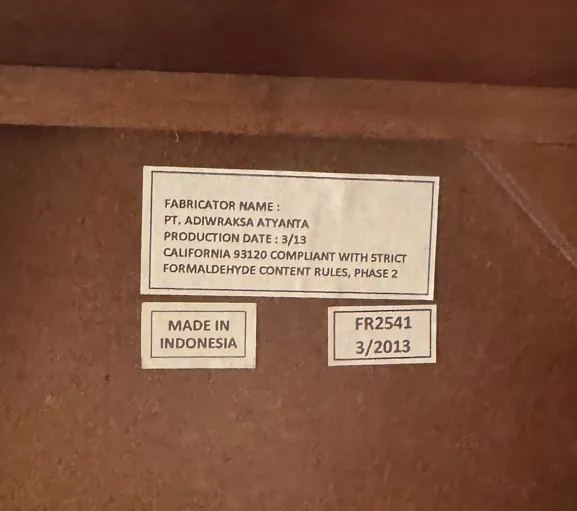 FABRICATOR NAME :
PT. ADIWRAKSA ATYANTA
PRODUCTION DATE : 3/13
CALIFORNIA 93120 COMPLIANT WITH STRICT
FORMALDEHYDE CONTENT RULES, PHASE 2
MADE IN
INDONESIA
FR2541
3/2013